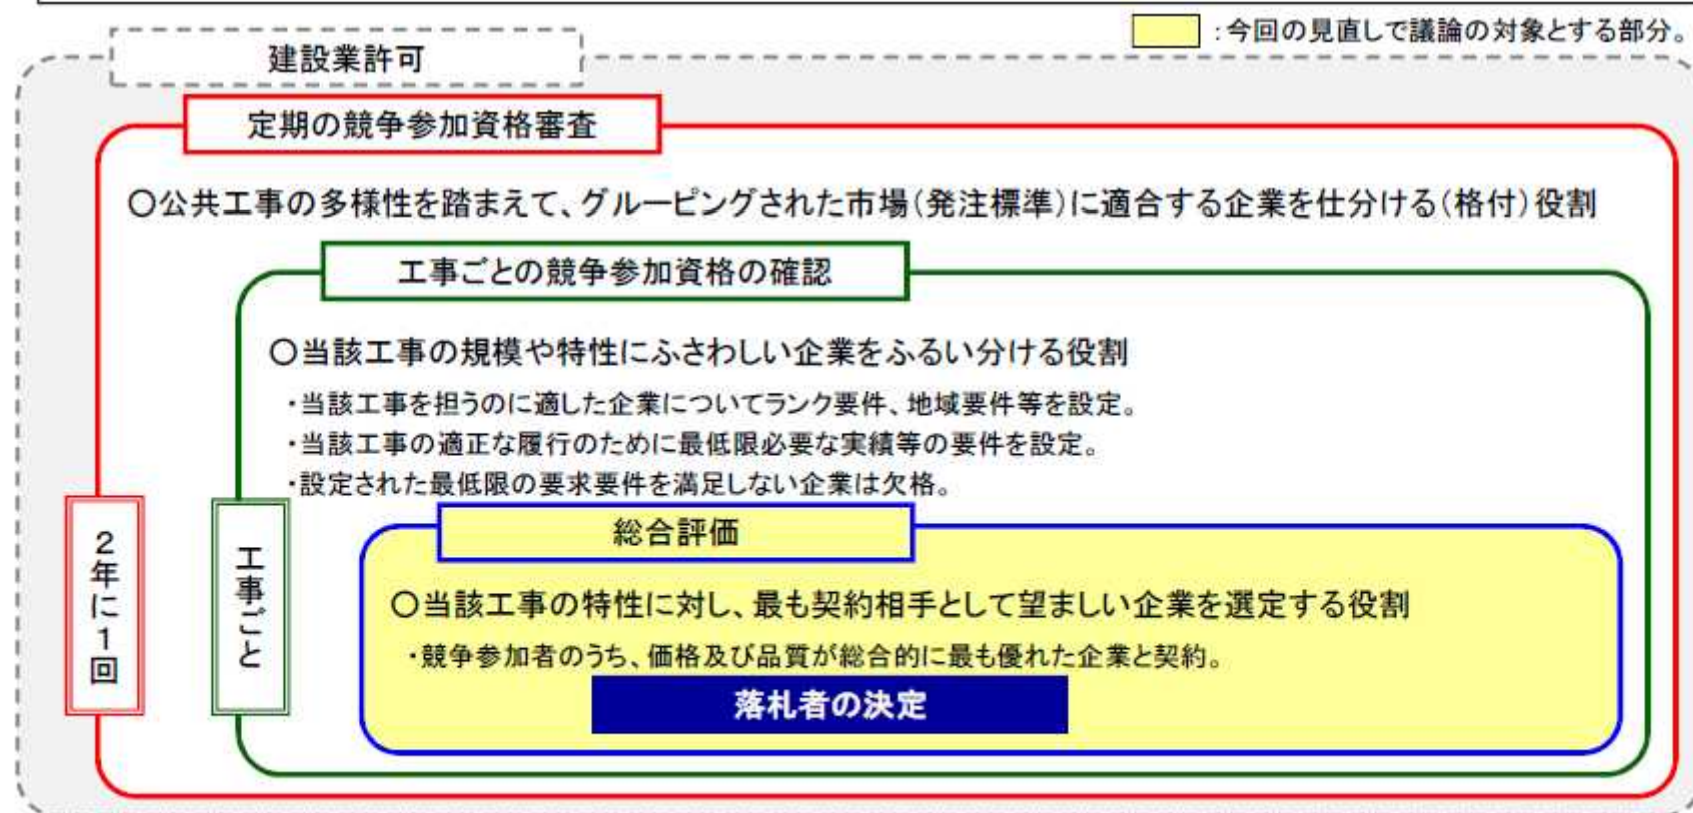 ：今回の見直しで議論の対象とする部分。
建設業許可
定期の競争参加資格審査
〇公共工事の多様性を踏まえて、グルーピングされた市場（発注標準）に適合する企業を仕分ける（格付）役割
工事ごとの競争参加資格の確認
〇当該工事の規模や特性にふさわしい企業をふるい分ける役割
・当該工事を担うのに適した企業についてランク要件、地域要件等を設定。
・当該工事の適正な履行のために最低限必要な実績等の要件を設定。
・設定された最低限の要求要件を満足しない企業は欠格。
2年に1回
工事ごと
総合評価
〇当該工事の特性に対し、最も契約相手として望ましい企業を選定する役割
・競争参加者のうち、価格及び品質が総合的に最も優れた企業と契約。
落札者の決定